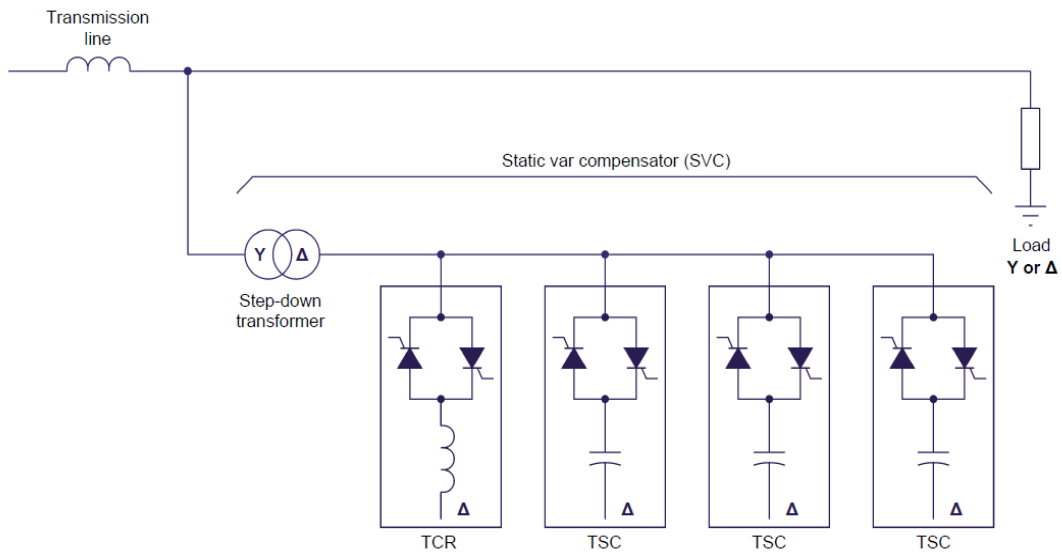 Transmission
line
Static var compensator (SVC)
Load
Y or Δ
Y
Δ
Step-down
transformer
Δ
Δ
Δ
Δ
TCR
TSC
TSC
TSC